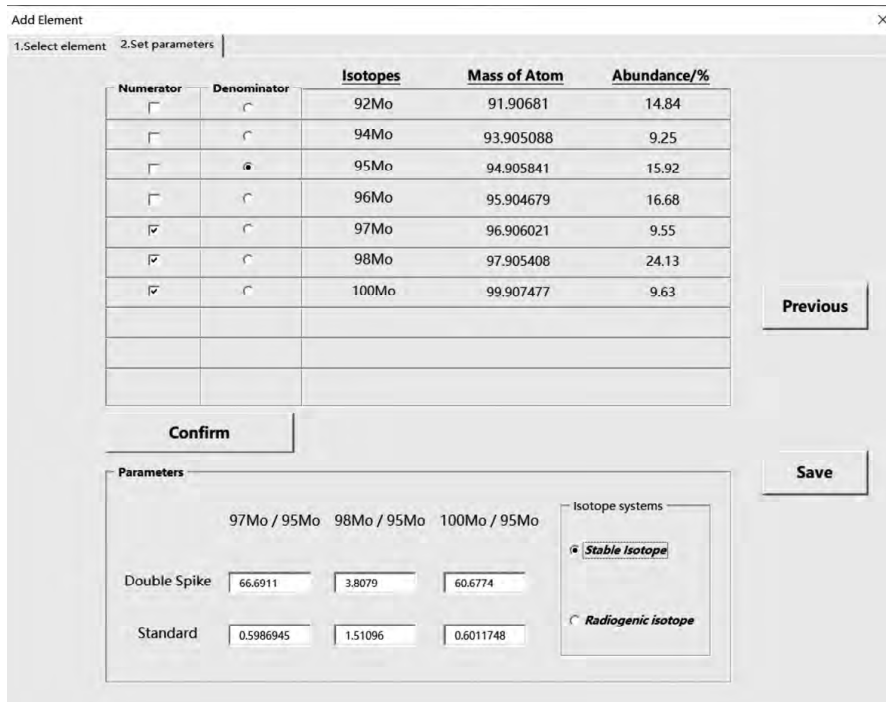 Add Element
1.Select element 2.Set parameters
Numerator Denominator Isotopes Mass of Atom Abundance/%
92Mo 91.90681 14.84
94Mo 93.905088 9.25
95Mo 94.905841 15.92
96Mo 95.904679 16.68
97Mo 96.906021 9.55
98Mo 97.905408 24.13
100Mo 99.907477 9.63
Previous
Confirm
Save
Parameters
Isotope systems
97Mo / 95Mo 98Mo / 95Mo 100Mo / 95Mo
Stable Isotope
Double Spike 66.6911 3.8079 60.6774
Radiogenic isotope
Standard 0.5986945 1.51096 0.6011748